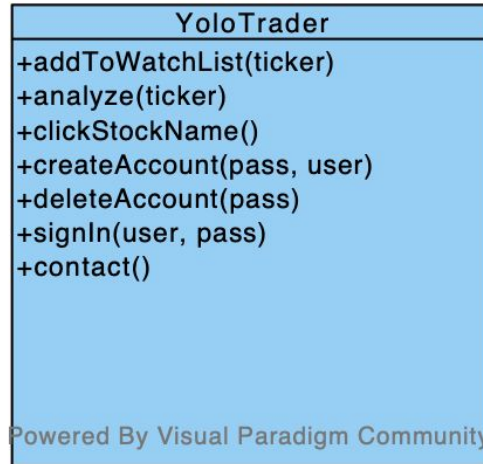 YoloTrader
+addToWatchList(ticker)
+analyze(ticker)
+clickStockName()
+createAccount(pass, user)
+deleteAccount(pass)
+signIn(user, pass)
+contact()
Powered By Visual Paradigm Community